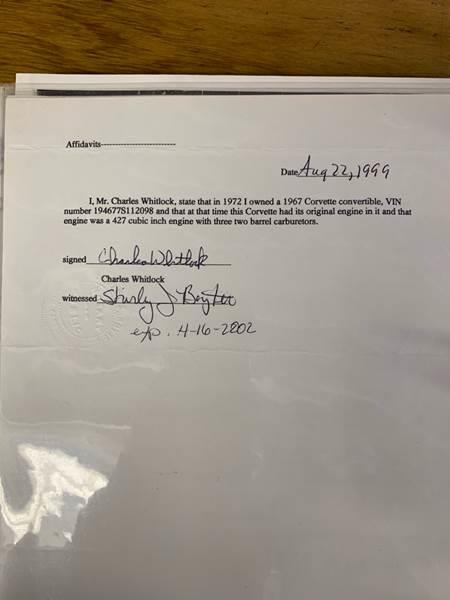 Affidavits-------------------------
Date Aug 22, 1999
I, Mr. Charles Whitlock, state that in 1972 I owned a 1967 Corvette convertible, VIN
number 194677S112098 and that at that time this Corvette had its original engine in it and that
engine was a 427 cubic inch engine with three two barrel carburetors.
signed Charles Whitlock
Charles Whitlock
witnessed J
exp. 4-16-2002